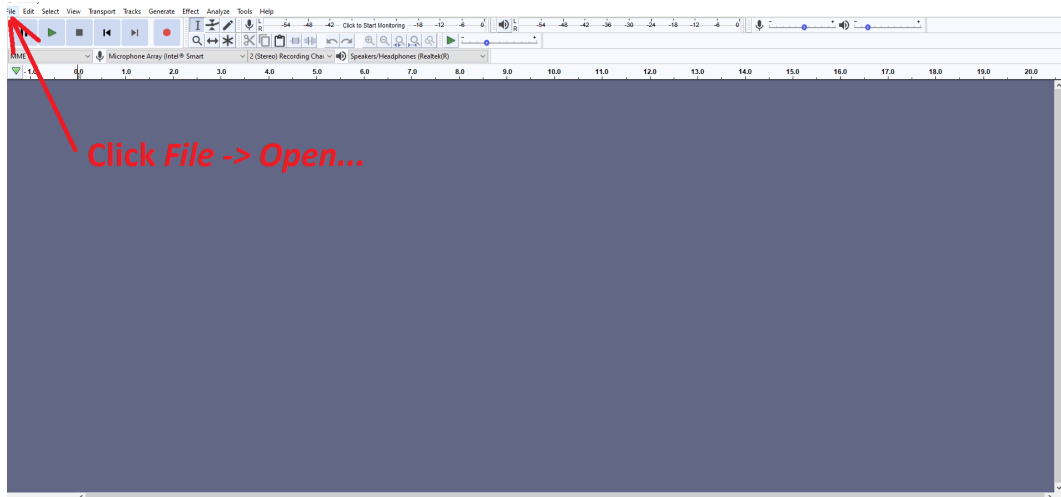 File Edit Select View Transport Tracks Generate Effect Analyze Tools Help
L R -54 -48 -42 Click to Start Monitoring -18 -12 -6 0 L R -54 -48 -42 -36 -30 -24 -18 -12 -6 0 - + - +
- +
MME Microphone Array (Intel® Smart 2 (Stereo) Recording Chan Speakers/Headphones (Realtek(R)
-1.0 0.0 1.0 2.0 3.0 4.0 5.0 6.0 7.0 8.0 9.0 10.0 11.0 12.0 13.0 14.0 15.0 16.0 17.0 18.0 19.0 20.0
Click File -> Open...